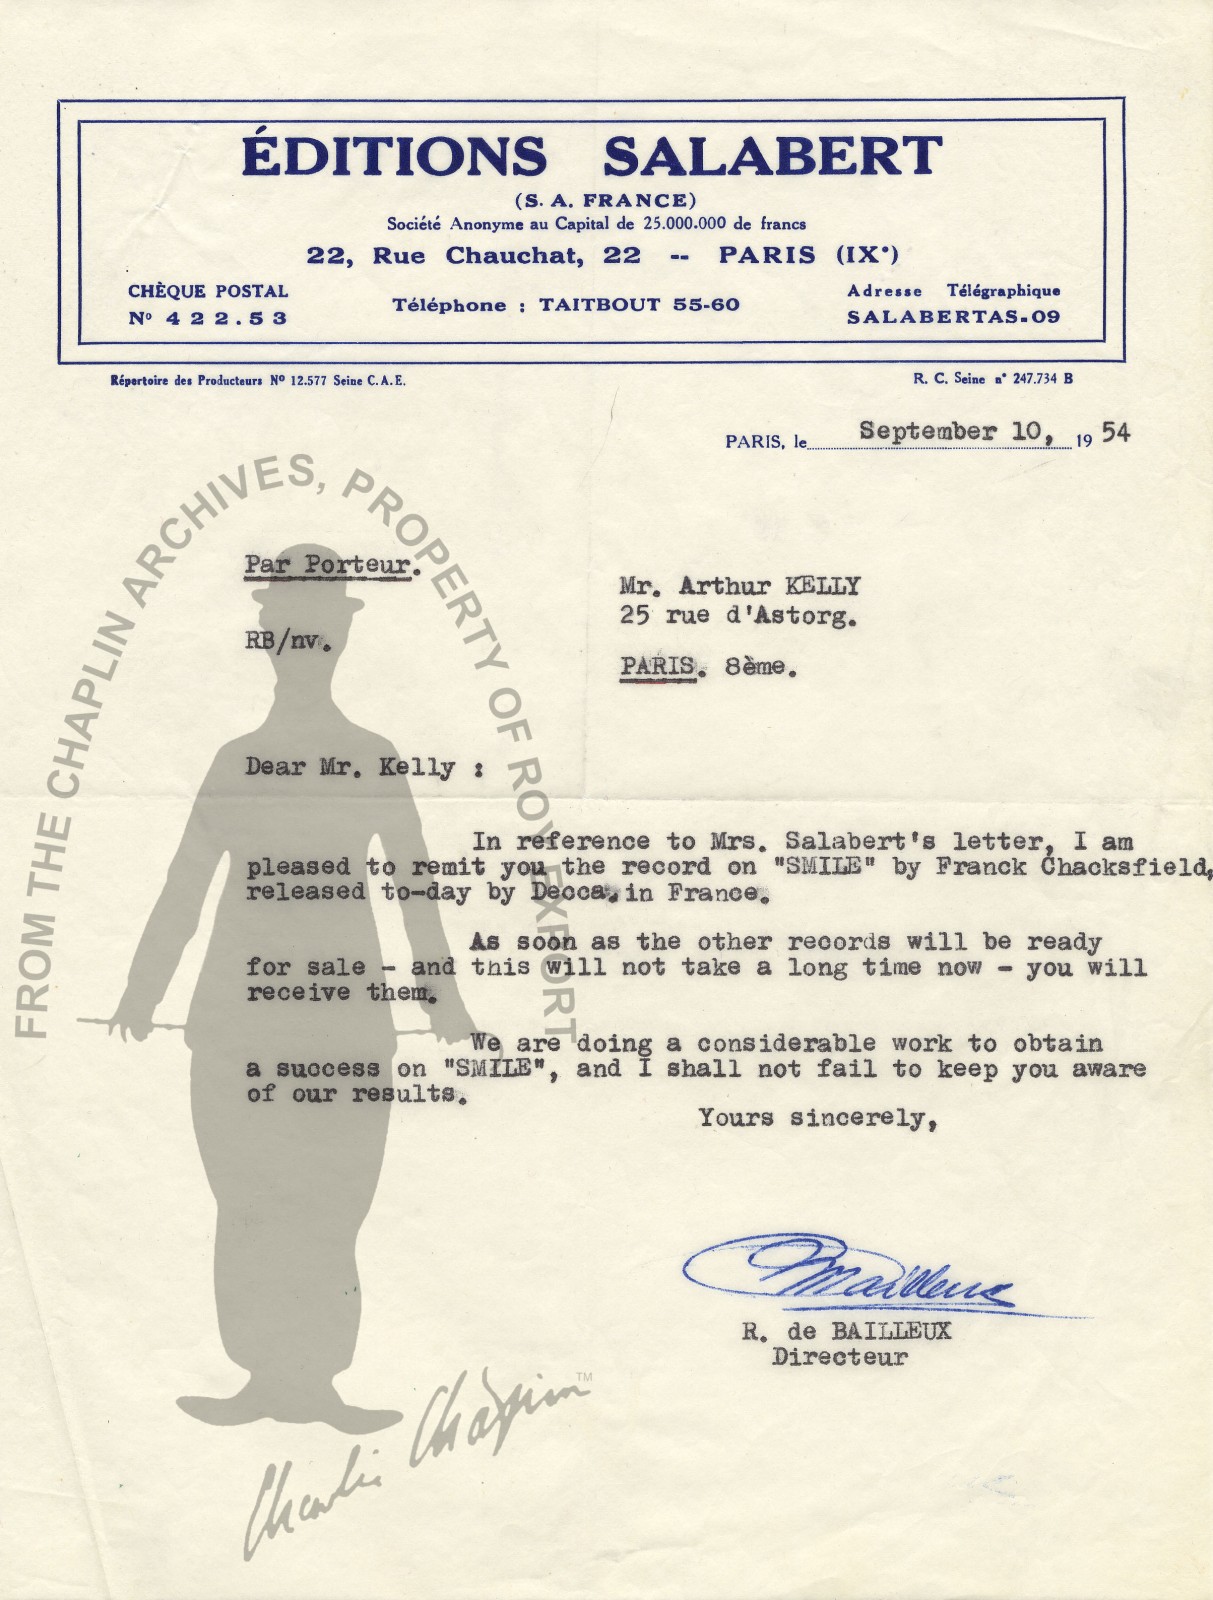 ÉDITIONS SALABERT
(S. A. FRANCE)
Société Anonyme au Capital de 25.000.000 de francs
22, Rue Chauchat, 22 -- PARIS (IXᵉ)
CHÈQUE POSTAL
Nº 422.53
Téléphone : TAITBOUT 55-60
Adresse Télégraphique
SALABERTAS-09
Répertoire des Producteurs Nº 12.577 Seine C.A.E.
R. C. Seine nº 247.734 B
PARIS, le September 10, 1954
Par Porteur.
RB/nv.
Mr. Arthur KELLY
25 rue d'Astorg.
PARIS. 8ème.
Dear Mr. Kelly :
In reference to Mrs. Salabert's letter, I am
pleased to remit you the record on "SMILE" by Franck Chacksfield,
released to-day by Decca in France.
As soon as the other records will be ready
for sale - and this will not take a long time now - you will
receive them.
We are doing a considerable work to obtain
a success on "SMILE", and I shall not fail to keep you aware
of our results.
Yours sincerely,
R. de BAILLEUX
Directeur
FROM THE CHAPLIN ARCHIVES, PROPERTY OF ROY EXPORT
Charlie Chaplin™